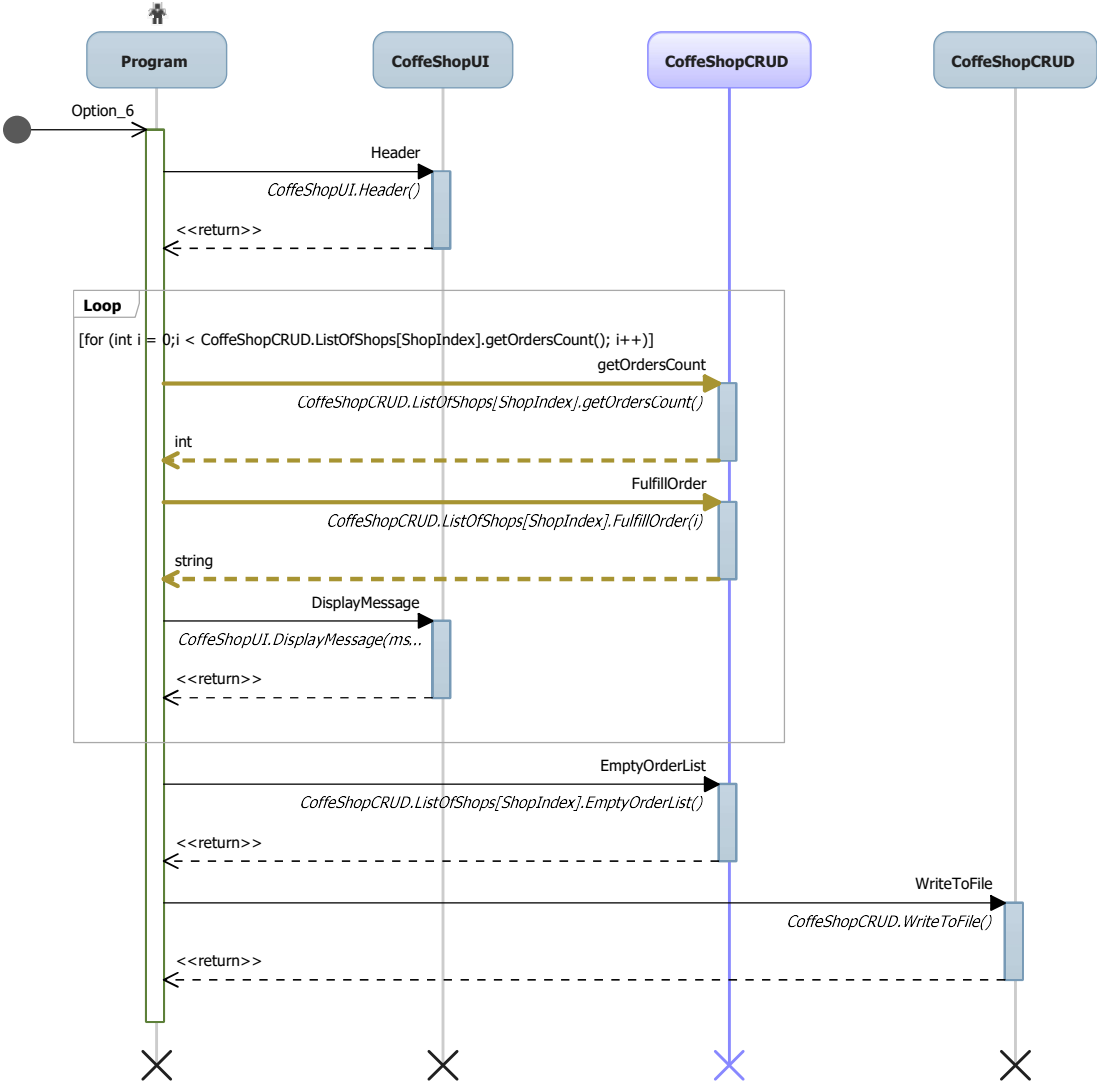 Program
CoffeShopUI
CoffeShopCRUD
CoffeShopCRUD
Option_6
Header
CoffeShopUI.Header()
<<return>>
Loop
[for (int i = 0;i < CoffeShopCRUD.ListOfShops[ShopIndex].getOrdersCount(); i++)]
getOrdersCount
CoffeShopCRUD.ListOfShops[ShopIndex].getOrdersCount()
int
FulfillOrder
CoffeShopCRUD.ListOfShops[ShopIndex].FulfillOrder(i)
string
DisplayMessage
CoffeShopUI.DisplayMessage(ms...
<<return>>
EmptyOrderList
CoffeShopCRUD.ListOfShops[ShopIndex].EmptyOrderList()
<<return>>
WriteToFile
CoffeShopCRUD.WriteToFile()
<<return>>